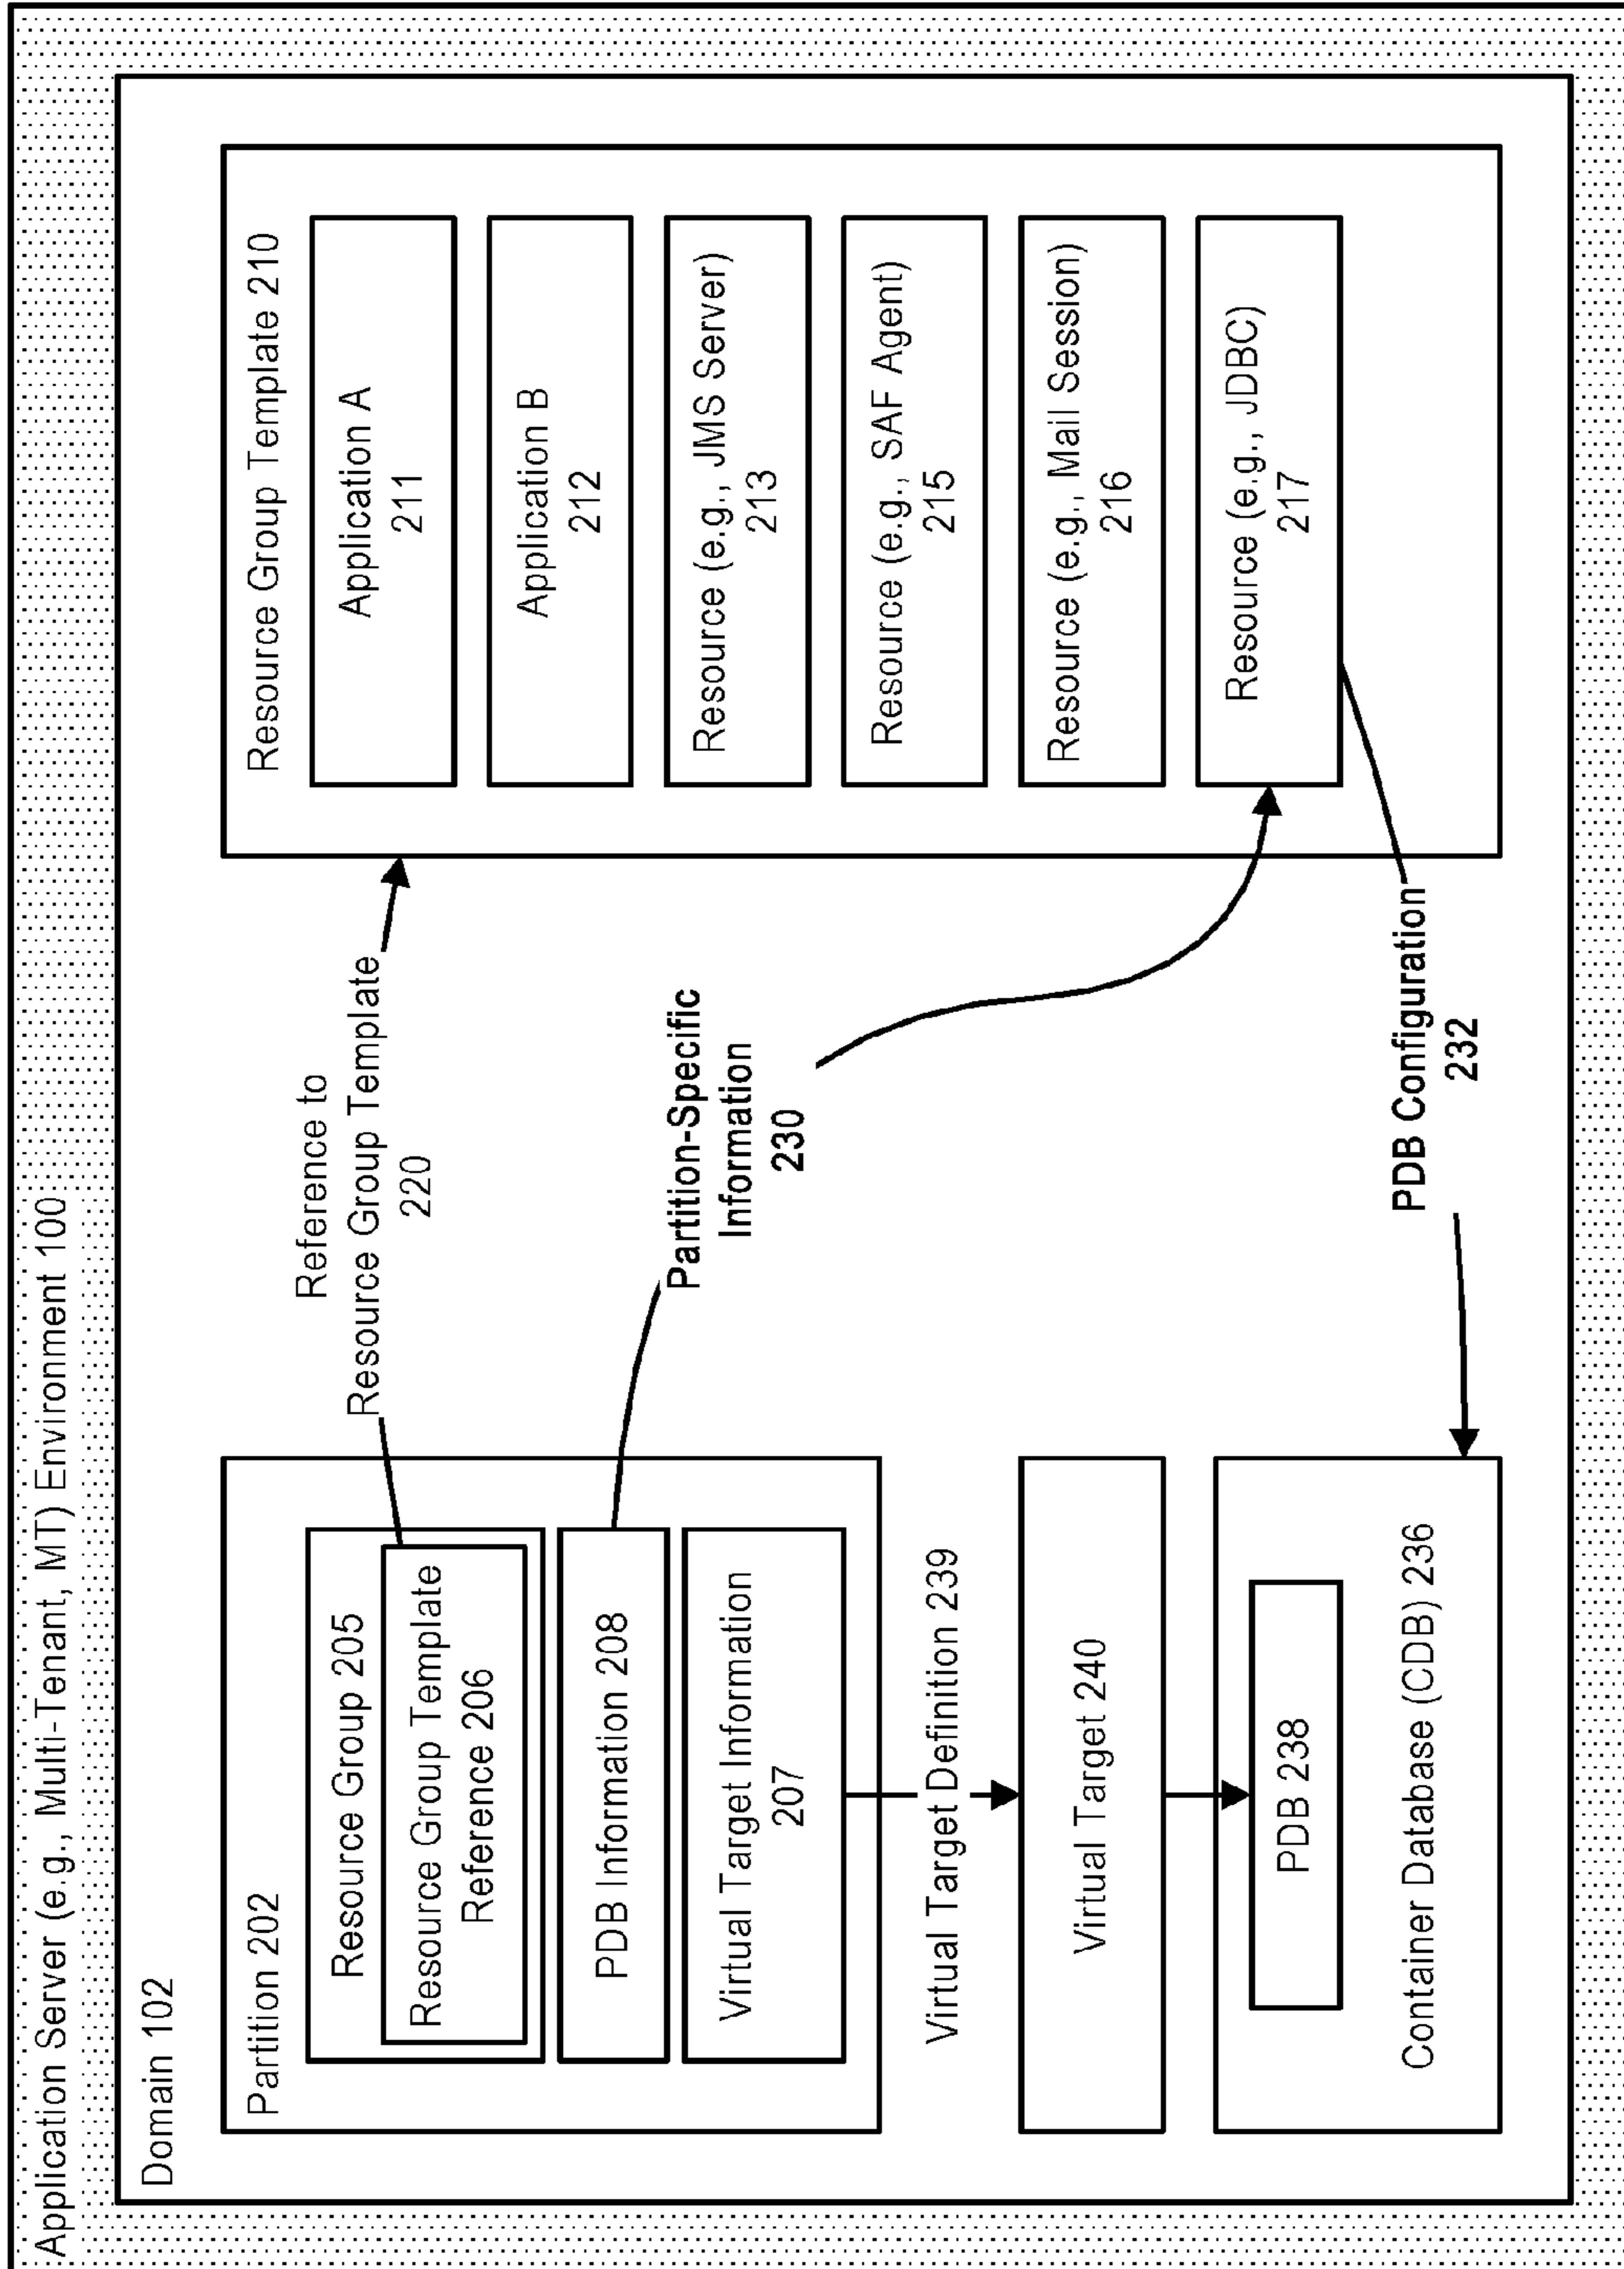 Application Server (e.g., Multi-Tenant, MT) Environment 100
Domain 102
Partition 202
Resource Group 205
Resource Group Template
Reference 206
PDB Information 208
Virtual Target Information
207
Virtual Target Definition 239
Virtual Target 240
PDB 238
Container Database (CDB) 236
Reference to
Resource Group Template
220
Partition-Specific
Information
230
PDB Configuration
232
Resource Group Template 210
Application A
211
Application B
212
Resource (e.g., JMS Server)
213
Resource (e.g., SAF Agent)
215
Resource (e.g., Mail Session)
216
Resource (e.g., JDBC)
217